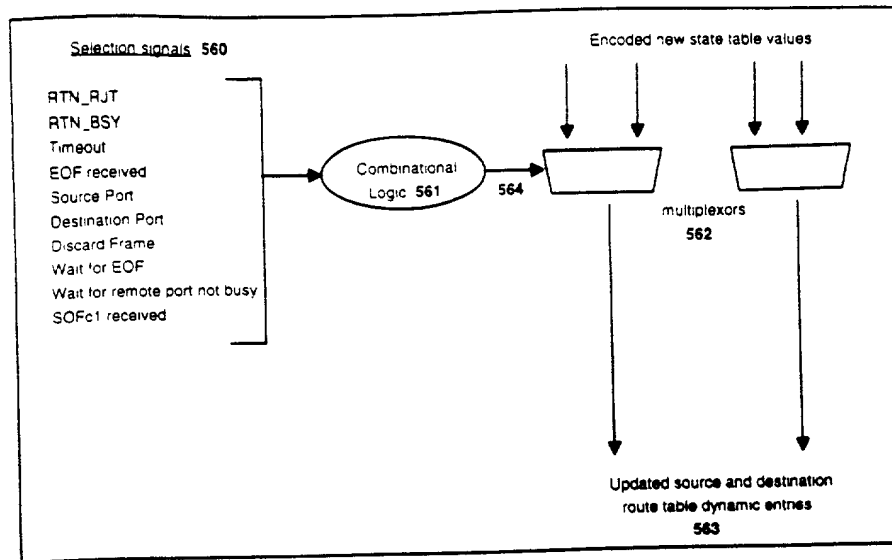 Selection signals 560
Encoded new state table values
RTN_RJT
RTN_BSY
Timeout
EOF received
Source Port
Destination Port
Discard Frame
Wait for EOF
Wait for remote port not busy
SOFc1 received
Combinational
Logic 561
564
multiplexors
562
Updated source and destination
route table dynamic entries
563